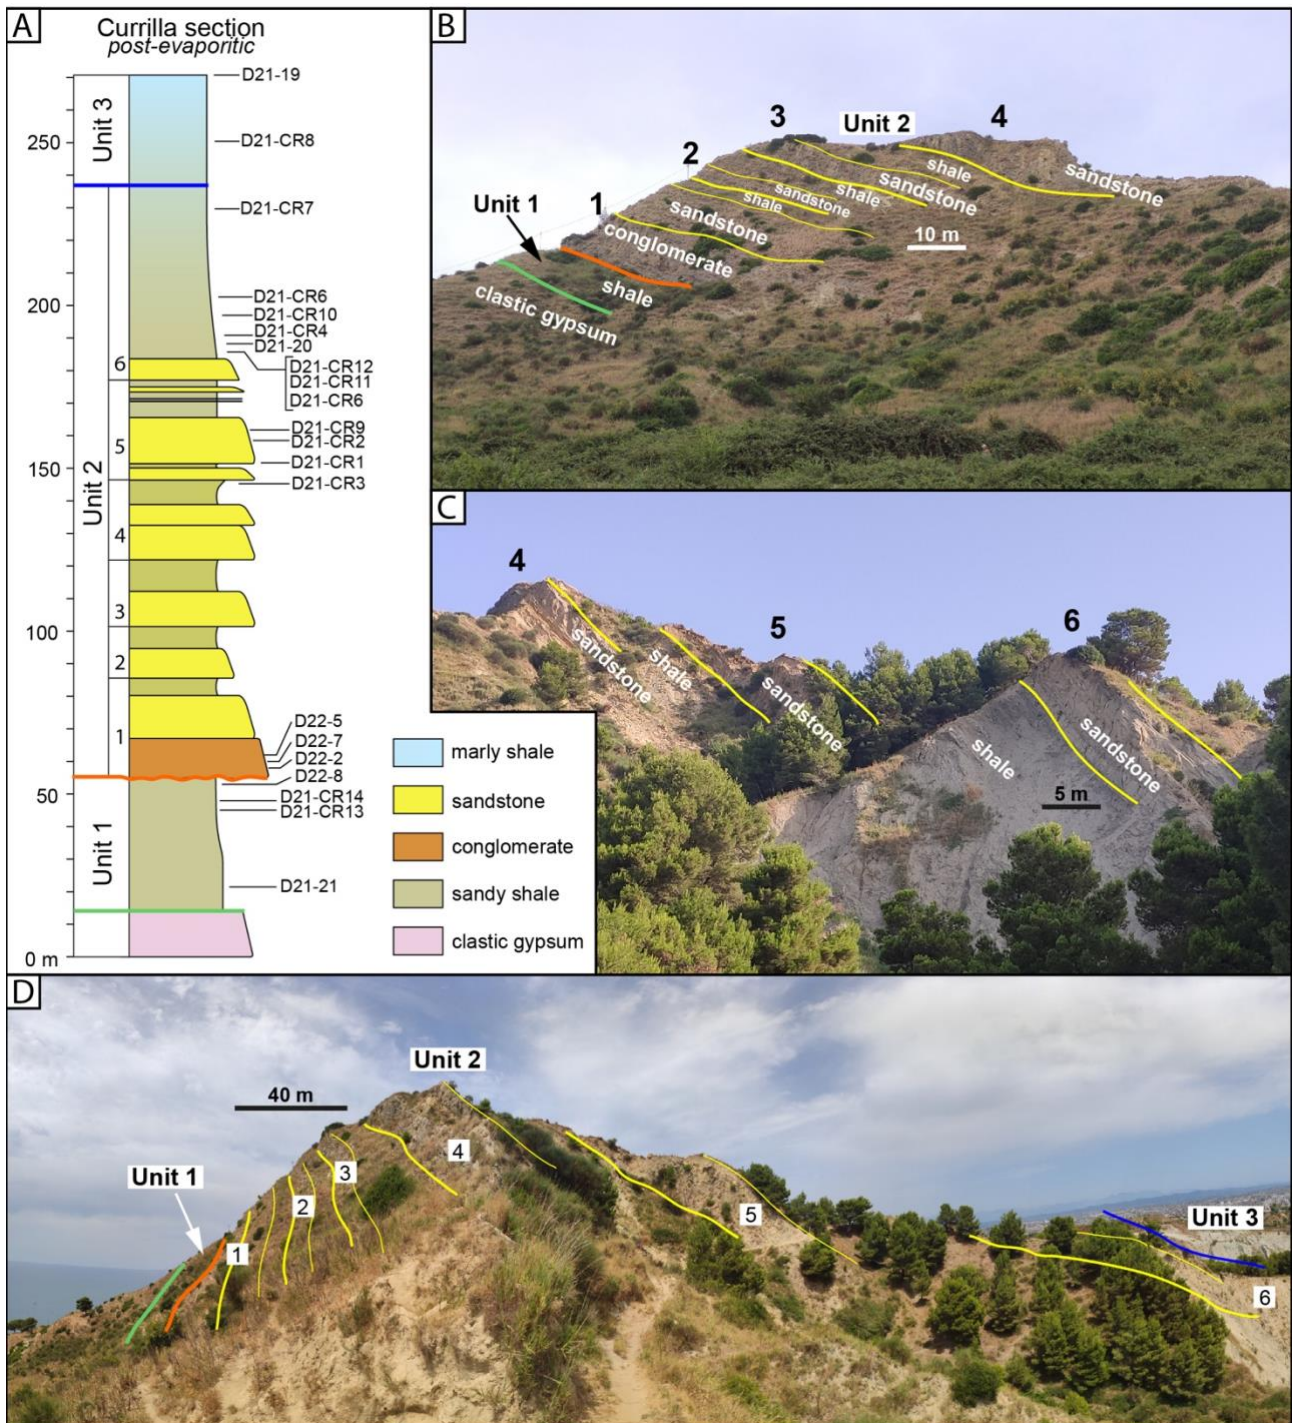 A
Currilla section
post-evaporitic
Unit 3
Unit 2
Unit 1
250
200
150
100
50
0 m
6
5
4
3
2
1
D21-19
D21-CR8
D21-CR7
D21-CR6
D21-CR10
D21-CR4
D21-20
D21-CR12
D21-CR11
D21-CR6
D21-CR9
D21-CR2
D21-CR1
D21-CR3
D22-5
D22-7
D22-2
D22-8
D21-CR14
D21-CR13
D21-21
marly shale
sandstone
conglomerate
sandy shale
clastic gypsum
B
3
Unit 2
4
2
Unit 1
1
shale
sandstone
sandstone
shale
sandstone
shale
sandstone
conglomerate
10 m
shale
clastic gypsum
C
4
5
6
sandstone
shale
sandstone
shale
sandstone
5 m
D
Unit 2
40 m
Unit 1
1
2
3
4
5
Unit 3
6